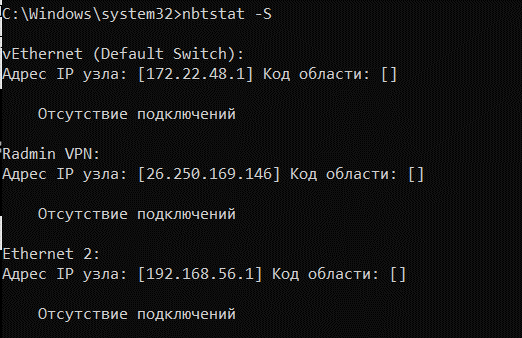 C:\Windows\system32>nbtstat -S
vEthernet (Default Switch):
Адрес IP узла: [172.22.48.1] Код области: []
Отсутствие подключений
Radmin VPN:
Адрес IP узла: [26.250.169.146] Код области: []
Отсутствие подключений
Ethernet 2:
Адрес IP узла: [192.168.56.1] Код области: []
Отсутствие подключений